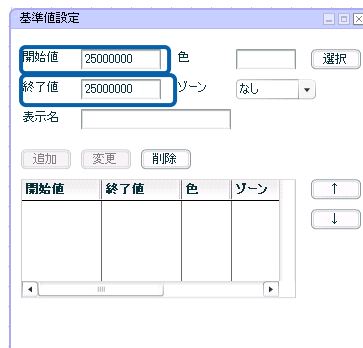 基準値設定
開始値 25000000 色 選択
終了値 25000000 ゾーン なし
表示名
追加 変更 削除
開始値 終了値 色 ゾーン
↑
↓